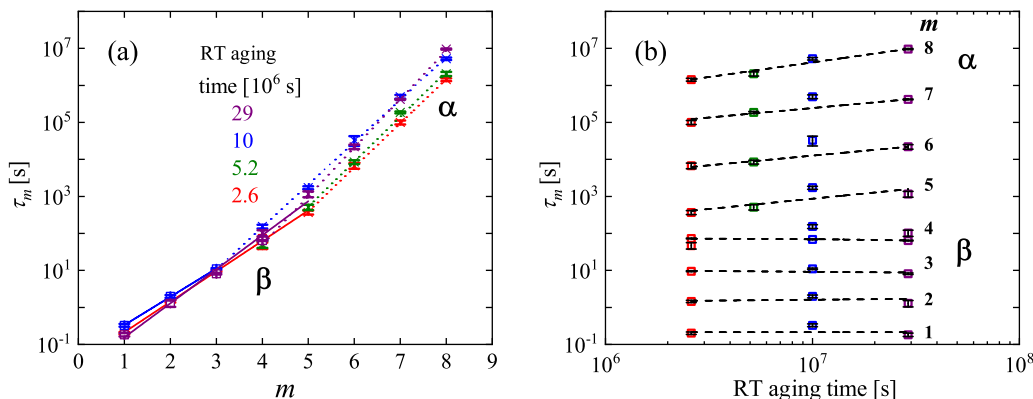 (a)
RT aging
time [10⁶ s]
29
10
5.2
2.6
α
β
τₘ [s]
10⁷
10⁵
10³
10¹
10⁻¹
0 1 2 3 4 5 6 7 8 9
m
(b)
m
8
α
7
6
5
4
β
3
2
1
τₘ [s]
10⁷
10⁵
10³
10¹
10⁻¹
10⁶ 10⁷ 10⁸
RT aging time [s]